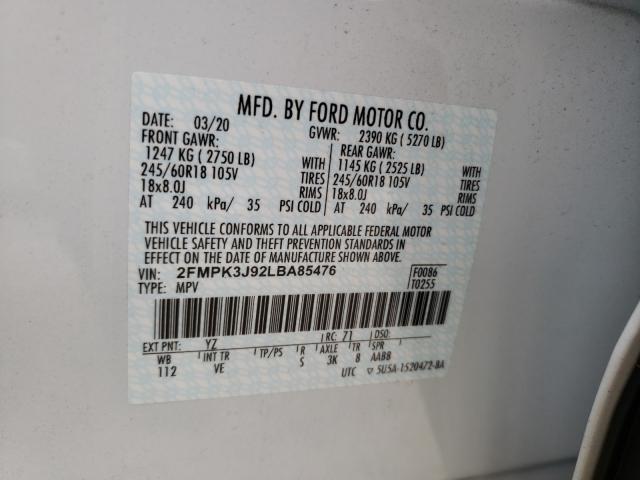 MFD. BY FORD MOTOR CO.
DATE: 03/20 GVWR: 2390 KG ( 5270 LB)
FRONT GAWR: REAR GAWR:
1247 KG ( 2750 LB) WITH 1145 KG ( 2525 LB) WITH
245/60R18 105V TIRES 245/60R18 105V TIRES
18x8.0J RIMS 18x8.0J RIMS
AT 240 kPa/ 35 PSI COLD AT 240 kPa/ 35 PSI COLD
THIS VEHICLE CONFORMS TO ALL APPLICABLE FEDERAL MOTOR
VEHICLE SAFETY AND THEFT PREVENTION STANDARDS IN
EFFECT ON THE DATE OF MANUFACTURE SHOWN ABOVE.
VIN: 2FMPK3J92LBA85476 F0086
TYPE: MPV T0255
EXT PNT: YZ RC: 71 DSO:
WB INT TR TP/PS R AXLE TR SPR
112 VE S 3K 8 AABB
UTC ▽ 5U5A-1520472-BA